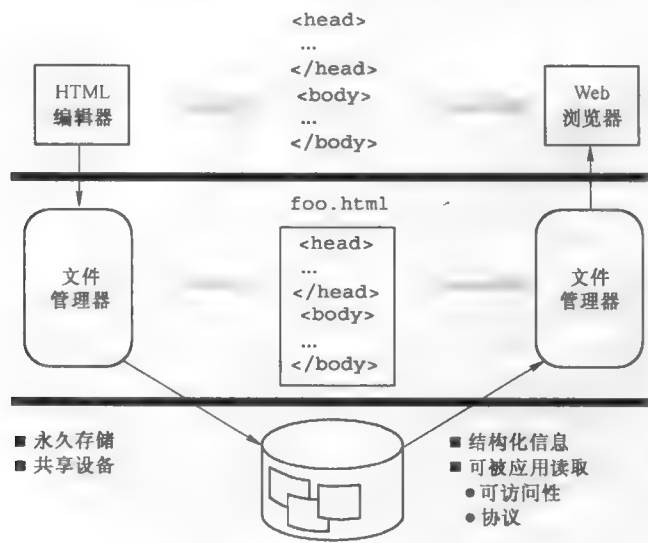 <head>
...
</head>
<body>
...
</body>
HTML
编辑器
Web
浏览器
foo.html
<head>
...
</head>
<body>
...
</body>
文件
管理器
文件
管理器
■ 永久存储
■ 共享设备
■ 结构化信息
■ 可被应用读取
● 可访问性
● 协议